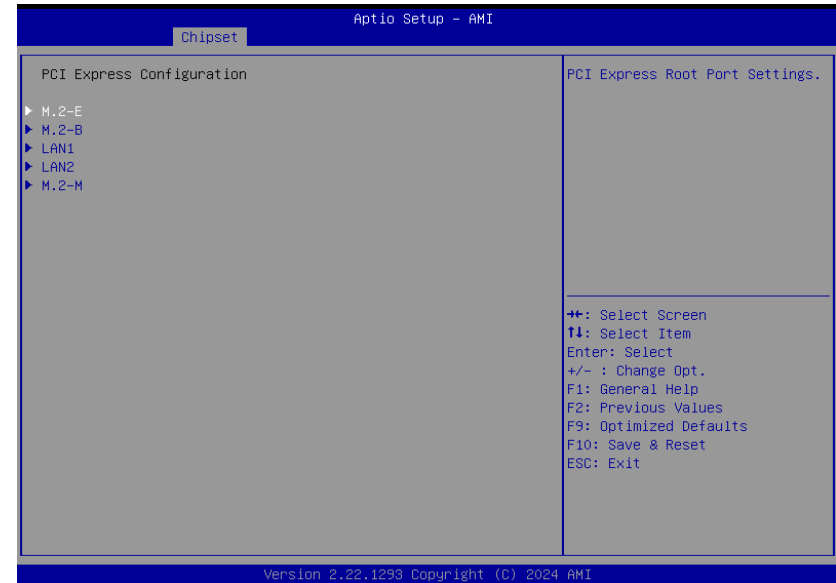 Aptio Setup – AMI
Chipset
PCI Express Configuration
▶ M.2–E
▶ M.2–B
▶ LAN1
▶ LAN2
▶ M.2–M
PCI Express Root Port Settings.
→←: Select Screen
↑↓: Select Item
Enter: Select
+/– : Change Opt.
F1: General Help
F2: Previous Values
F9: Optimized Defaults
F10: Save & Reset
ESC: Exit
Version 2.22.1293 Copyright (C) 2024 AMI